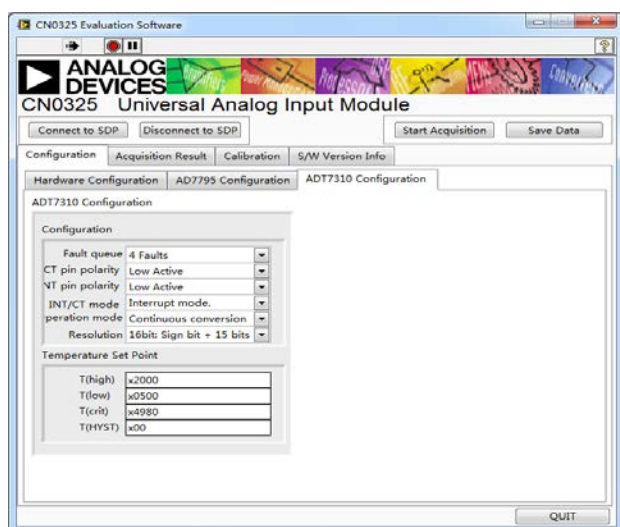 CN0325 Evaluation Software
ANALOG
DEVICES
CN0325 Universal Analog Input Module
Connect to SDP Disconnect to SDP Start Acquisition Save Data
Configuration Acquisition Result Calibration S/W Version Info
Hardware Configuration AD7795 Configuration ADT7310 Configuration
ADT7310 Configuration
Configuration
Fault queue 4 Faults
CT pin polarity Low Active
NT pin polarity Low Active
INT/CT mode Interrupt mode.
peration mode Continuous conversion
Resolution 16bit: Sign bit + 15 bits
Temperature Set Point
T(high) x2000
T(low) x0500
T(crit) x4980
T(HYST) x00
QUIT